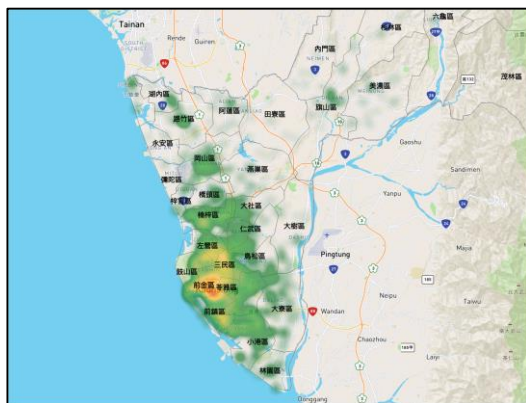 Tainan
Rende
Guiren
內門區
NEIMEN
六龜區
茂林區
美濃區
旗山區
湖內區
路竹區
阿蓮區
田寮區
永安區
岡山區
燕巢區
彌陀區
梓官區
橋頭區
楠梓區
大社區
仁武區
大樹區
左營區
鳥松區
三民區
鼓山區
前金區
苓雅區
前鎮區
大寮區
小港區
林園區
Gaoshu
Sandimen
Yanpu
Majia
Pingtung
Wandan
Neipu
Taiwu
Chaozhou
Laiyi
Donggang